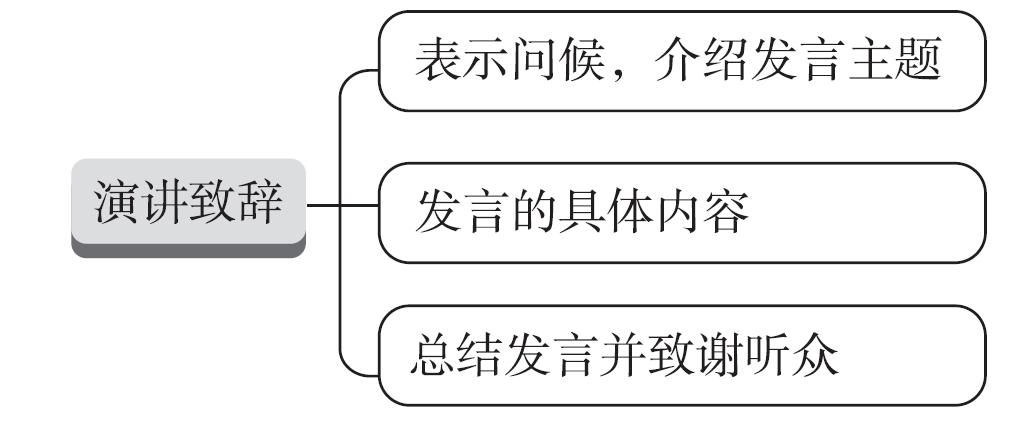 表示问候，介绍发言主题
演讲致辞
发言的具体内容
总结发言并致谢听众